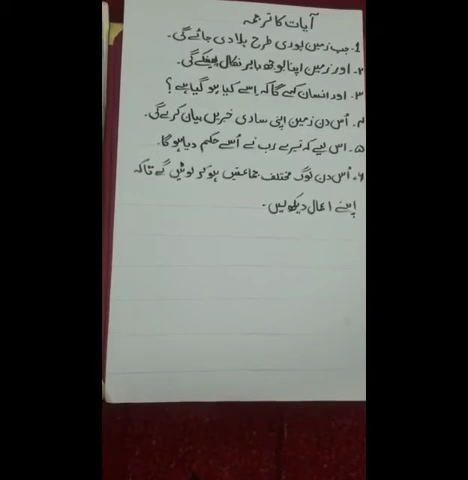 آیات کا ترجمہ
1. جب زمین پوری طرح ہلا دی جائے گی۔
۲. اور زمین اپنا بوجھ باہر نکال پھینکے گی۔
۳. اور انسان کہے گا کہ اسے کیا ہو گیا ہے؟
۴. اُس دن زمین اپنی ساری خبریں بیان کرے گی۔
۵. اس لیے کہ تیرے رب نے اُسے حکم دیا ہو گا۔
۶. اُس دن لوگ مختلف جماعتیں ہو کر لوٹیں گے تاکہ
اپنے اعمال دیکھ لیں۔